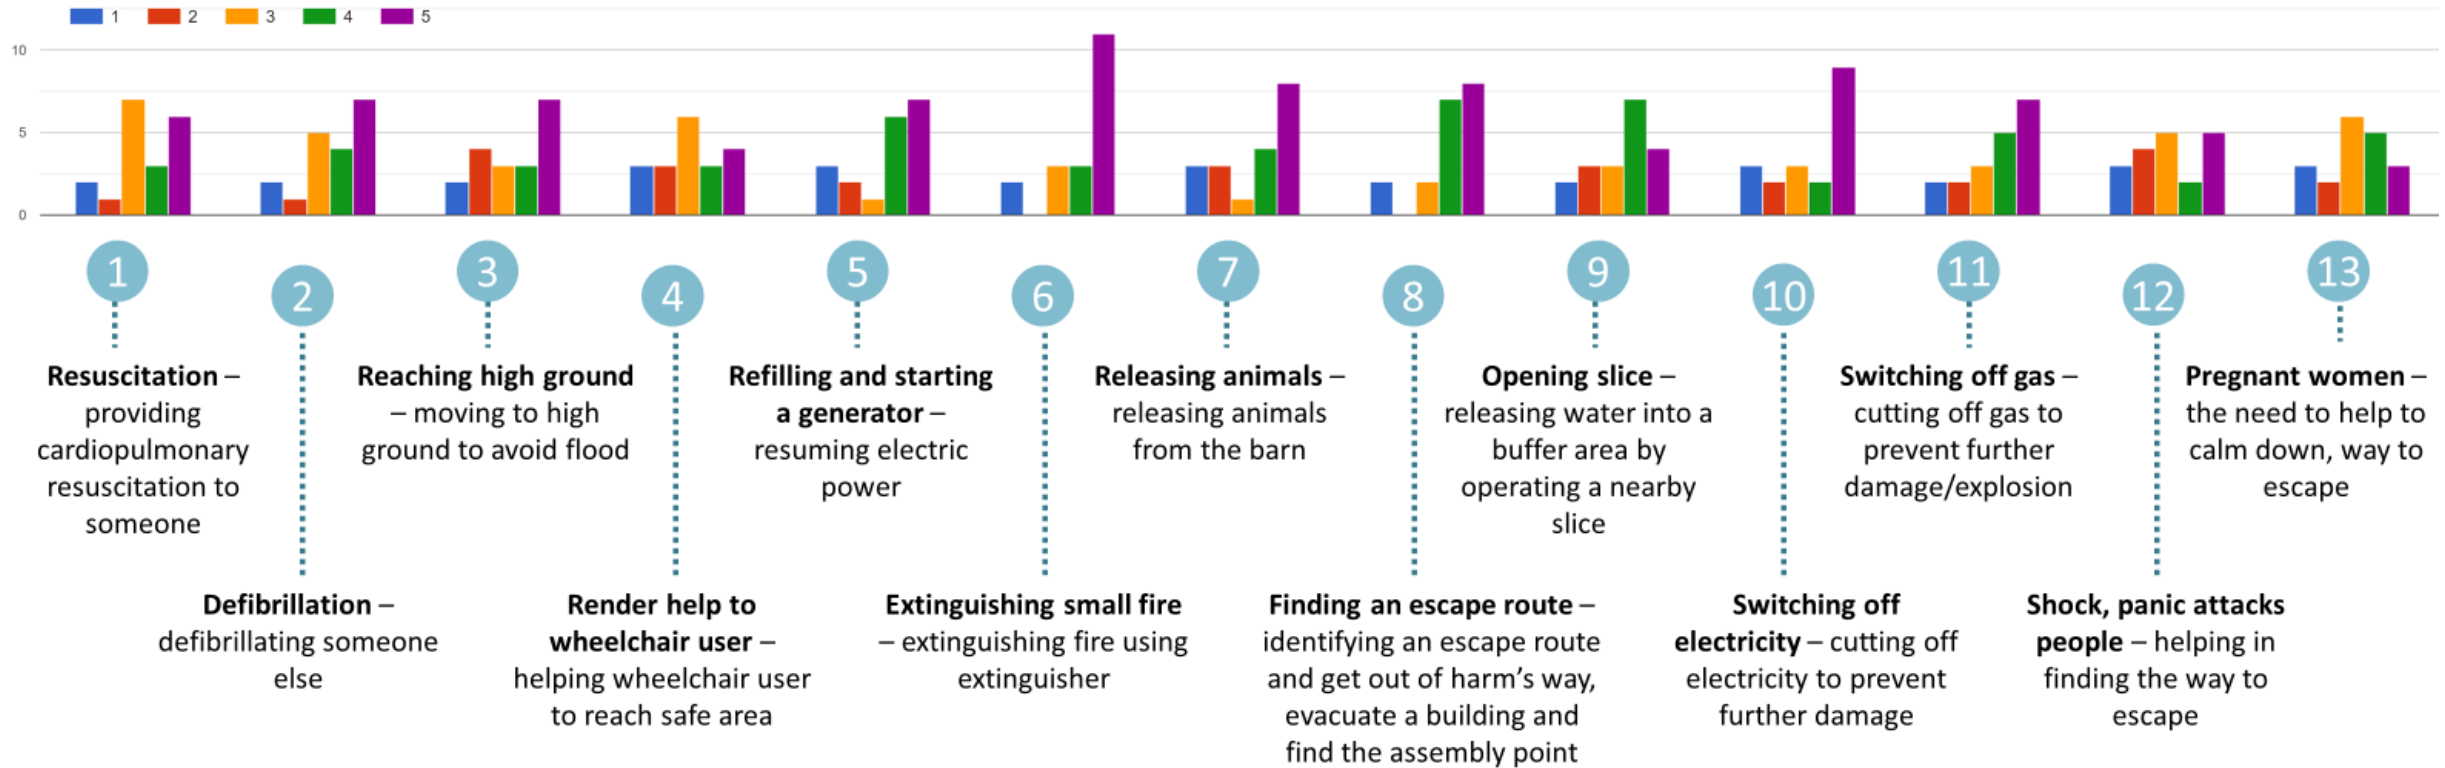 1 2 3 4 5
10
5
0
1
2
3
4
5
6
7
8
9
10
11
12
13
Resuscitation –
providing
cardiopulmonary
resuscitation to
someone
Defibrillation –
defibrillating someone
else
Reaching high ground
– moving to high
ground to avoid flood
Render help to
wheelchair user –
helping wheelchair user
to reach safe area
Refilling and starting
a generator –
resuming electric
power
Extinguishing small fire
– extinguishing fire using
extinguisher
Releasing animals –
releasing animals
from the barn
Finding an escape route –
identifying an escape route
and get out of harm’s way,
evacuate a building and
find the assembly point
Opening slice –
releasing water into a
buffer area by
operating a nearby
slice
Switching off
electricity – cutting off
electricity to prevent
further damage
Switching off gas –
cutting off gas to
prevent further
damage/explosion
Shock, panic attacks
people – helping in
finding the way to
escape
Pregnant women –
the need to help to
calm down, way to
escape